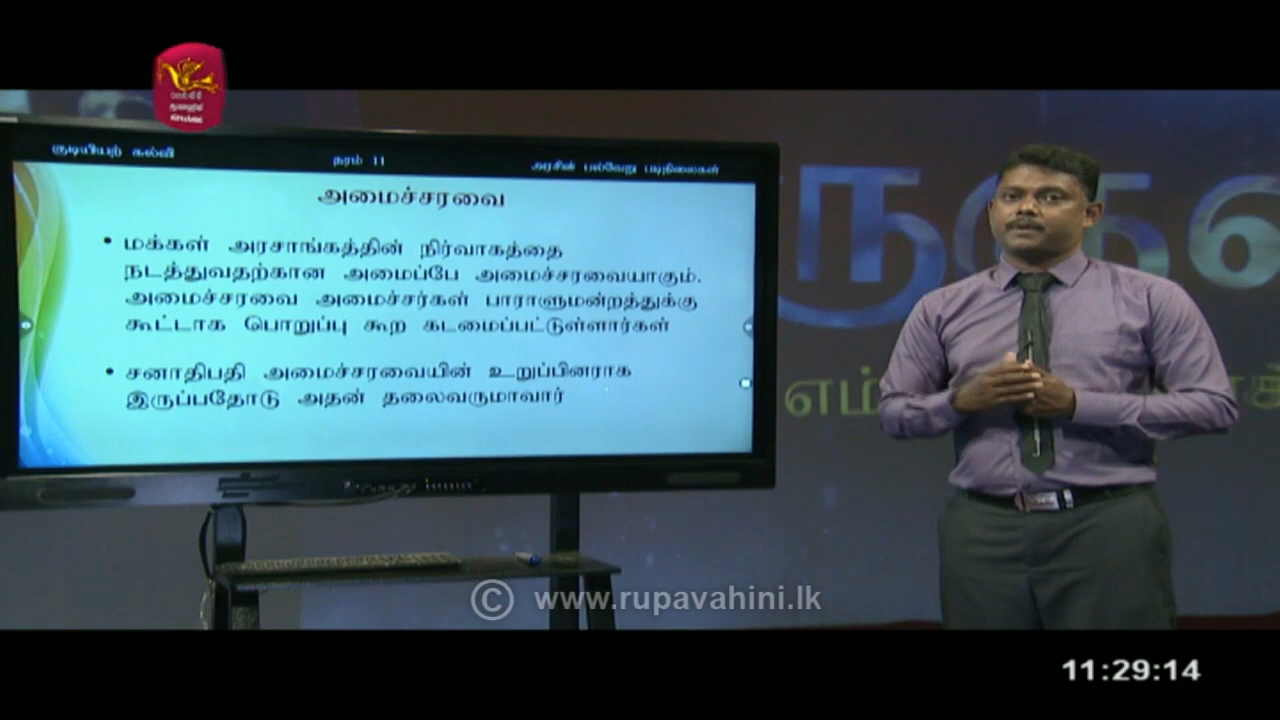 குடியியற் கல்வி
தரம் 11
அரசின் பல்வேறு படிநிலைகள்
அமைச்சரவை
• மக்கள் அரசாங்கத்தின் நிர்வாகத்தை
நடத்துவதற்கான அமைப்பே அமைச்சரவையாகும்.
அமைச்சரவை அமைச்சர்கள் பாராளுமன்றத்துக்கு
கூட்டாக பொறுப்பு கூற கடமைப்பட்டுள்ளார்கள்
• சனாதிபதி அமைச்சரவையின் உறுப்பினராக
இருப்பதோடு அதன் தலைவருமாவார்
© www.rupavahini.lk
11:29:14